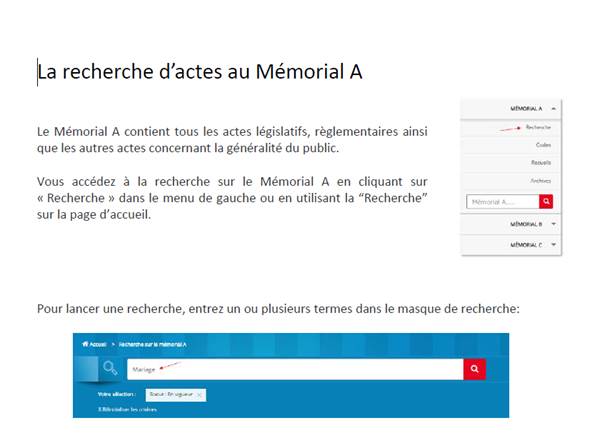 La recherche d’actes au Mémorial A
Le Mémorial A contient tous les actes législatifs, règlementaires ainsi
que les autres actes concernant la généralité du public.
Vous accédez à la recherche sur le Mémorial A en cliquant sur
« Recherche » dans le menu de gauche ou en utilisant la “Recherche”
sur la page d’accueil.
MÉMORIAL A
Recherche
Codes
Recueils
Archives
Mémorial A....
MÉMORIAL B
MÉMORIAL C
Pour lancer une recherche, entrez un ou plusieurs termes dans le masque de recherche:
Accueil > Recherche sur le mémorial A
Mariage
Votre sélection :
X Réinitialiser les critères